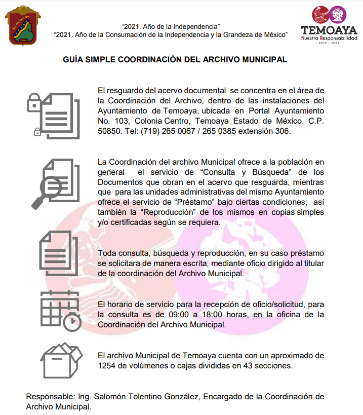 "2021. Año de la Independencia"
"2021. Año de la Consumación de la Independencia y la Grandeza de México"
TEMOAYA
Nuestra Responsabilidad
2019 - 2021
GUÍA SIMPLE COORDINACIÓN DEL ARCHIVO MUNICIPAL
El resguardo del acervo documental se concentra en el área de
la Coordinación del Archivo, dentro de las instalaciones del
Ayuntamiento de Temoaya, ubicada en Portal Ayuntamiento
No. 103, Colonia Centro, Temoaya Estado de México. C.P.
50850. Tel: (719) 265 0067 / 265 0385 extensión 306.
La Coordinación del archivo Municipal ofrece a la población en
general el servicio de "Consulta y Búsqueda" de los
Documentos que obran en el acervo que resguarda, mientras
que para las unidades administrativas del mismo Ayuntamiento
ofrece el servicio de "Préstamo" bajo ciertas condiciones; así
también la "Reproducción" de los mismos en copias simples
y/o certificadas según se requiera.
Toda consulta, búsqueda y reproducción, en su caso préstamo
se solicitara de manera escrita, mediante oficio dirigido al titular
de la coordinación del Archivo Municipal.
El horario de servicio para la recepción de oficio/solicitud, para
la consulta es de 09:00 a 18:00 horas, en la oficina de la
Coordinación del Archivo Municipal.
El archivo Municipal de Temoaya cuenta con un aproximado de
1254 de volúmenes o cajas divididas en 43 secciones.
Responsable: Ing. Salomón Tolentino González, Encargado de la Coordinación de
Archivo Municipal.